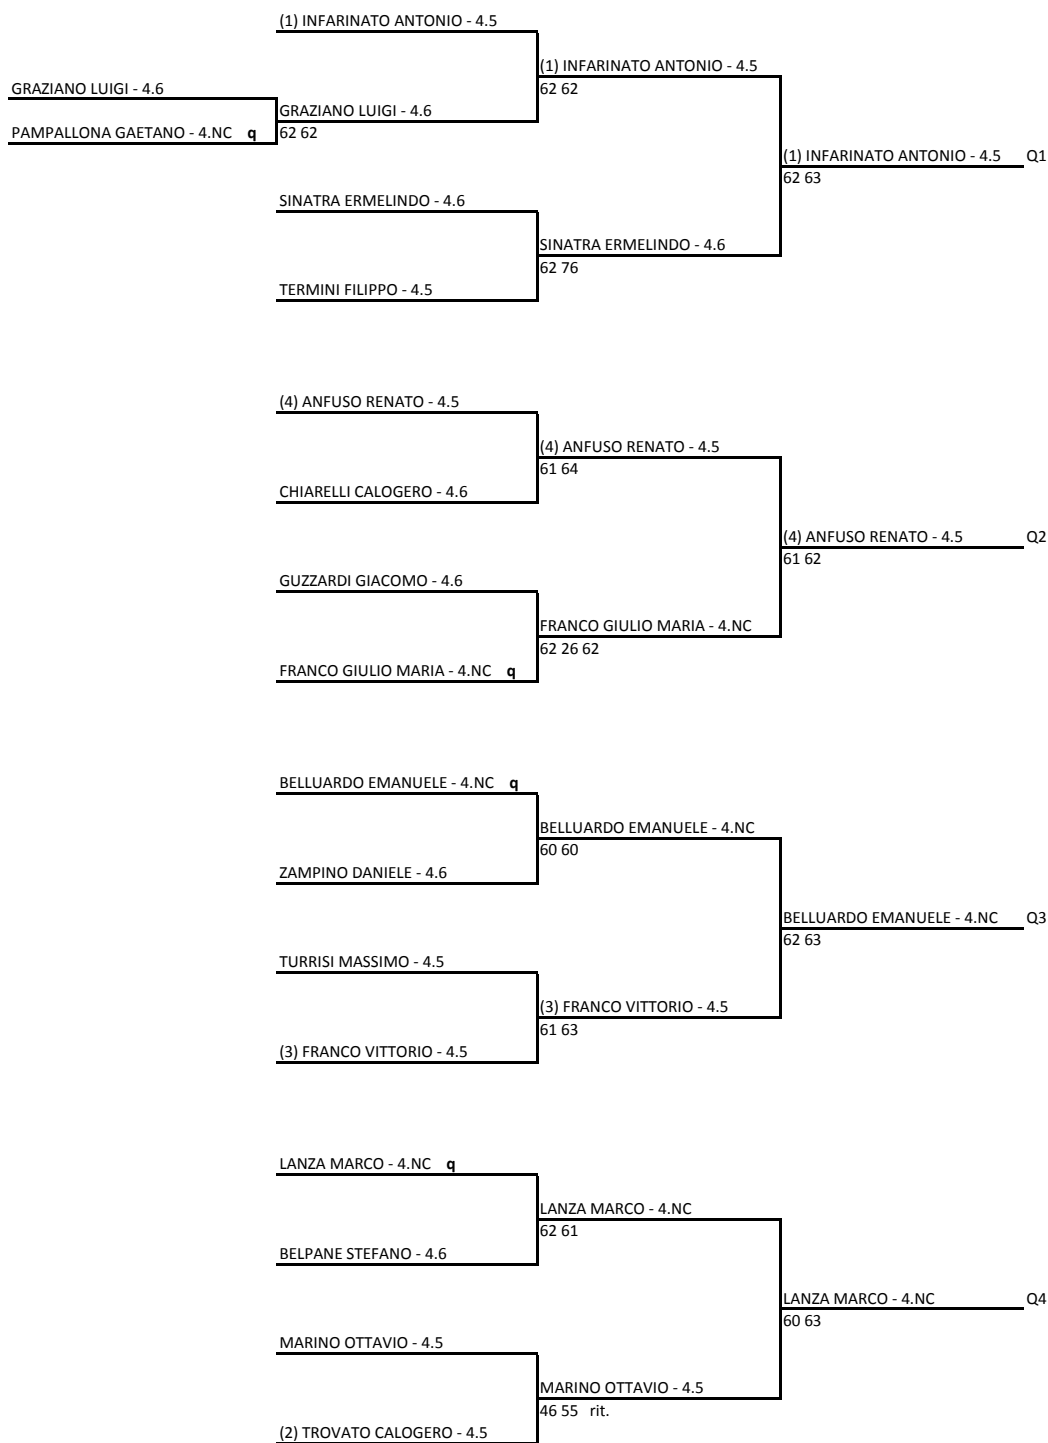 (1) INFARINATO ANTONIO - 4.5
(1) INFARINATO ANTONIO - 4.5
GRAZIANO LUIGI - 4.6
62 62
GRAZIANO LUIGI - 4.6
PAMPALLONA GAETANO - 4.NC q
62 62
(1) INFARINATO ANTONIO - 4.5 Q1
62 63
SINATRA ERMELINDO - 4.6
SINATRA ERMELINDO - 4.6
62 76
TERMINI FILIPPO - 4.5
(4) ANFUSO RENATO - 4.5
(4) ANFUSO RENATO - 4.5
61 64
CHIARELLI CALOGERO - 4.6
(4) ANFUSO RENATO - 4.5 Q2
61 62
GUZZARDI GIACOMO - 4.6
FRANCO GIULIO MARIA - 4.NC
62 26 62
FRANCO GIULIO MARIA - 4.NC q
BELLUARDO EMANUELE - 4.NC q
BELLUARDO EMANUELE - 4.NC
60 60
ZAMPINO DANIELE - 4.6
BELLUARDO EMANUELE - 4.NC Q3
62 63
TURRISI MASSIMO - 4.5
(3) FRANCO VITTORIO - 4.5
61 63
(3) FRANCO VITTORIO - 4.5
LANZA MARCO - 4.NC q
LANZA MARCO - 4.NC
62 61
BELPANE STEFANO - 4.6
LANZA MARCO - 4.NC Q4
60 63
MARINO OTTAVIO - 4.5
MARINO OTTAVIO - 4.5
46 55 rit.
(2) TROVATO CALOGERO - 4.5